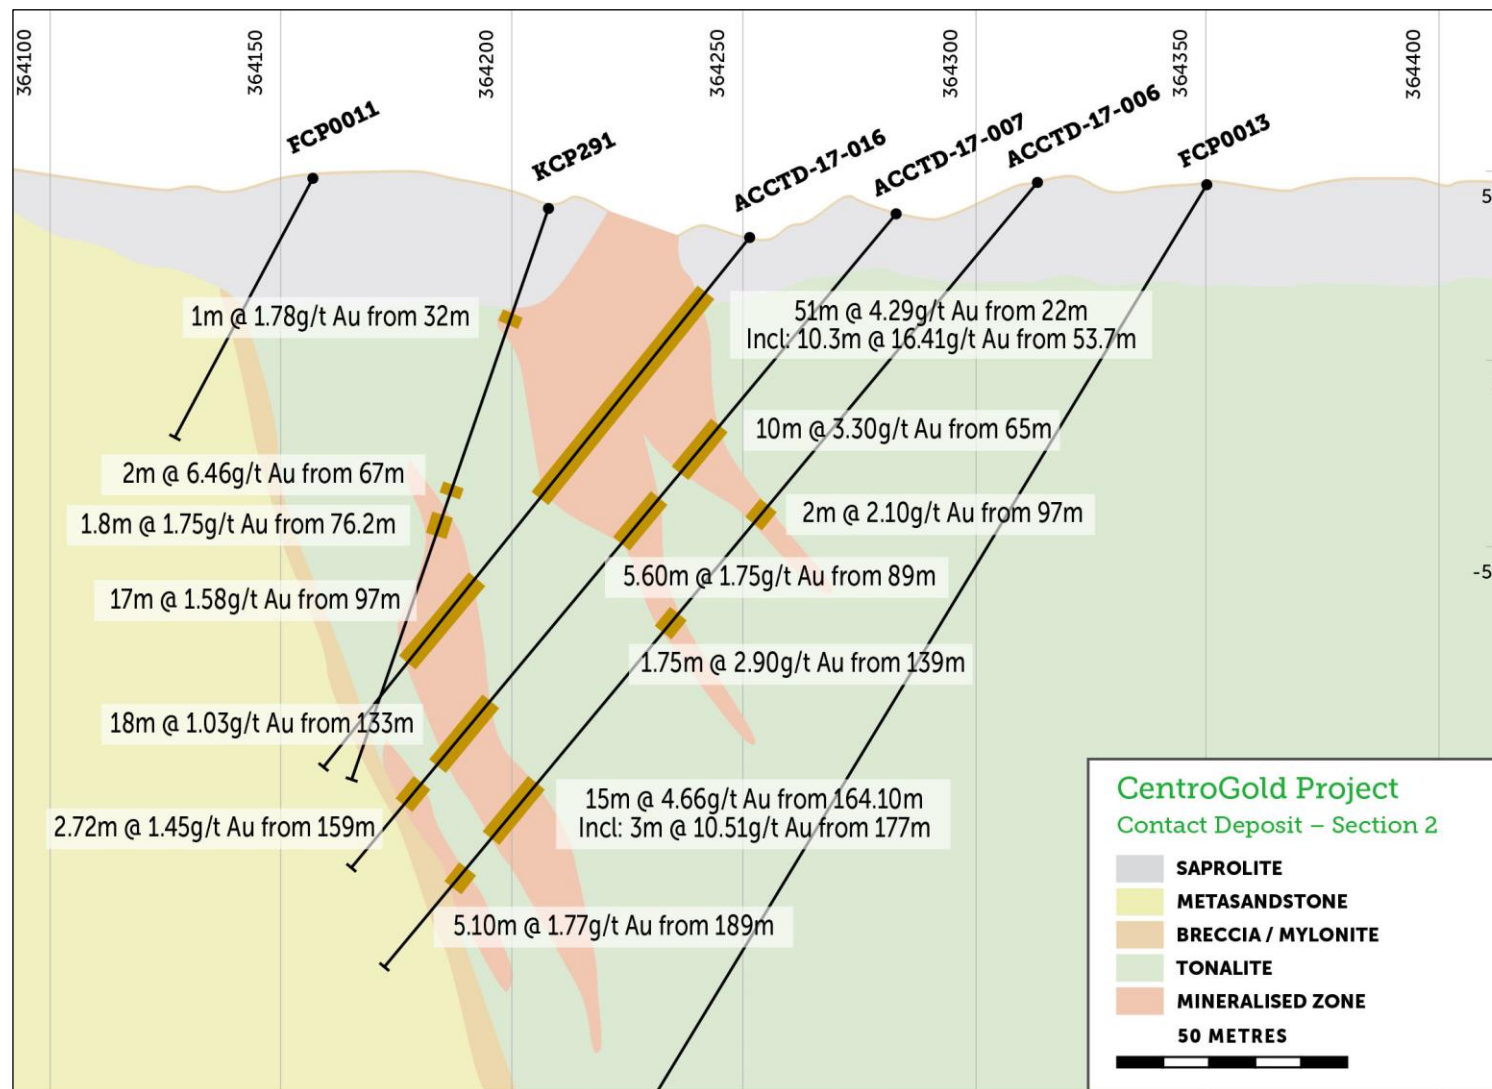 364100
364150
364200
364250
364300
364350
364400
FCP0011
KCP291
ACCTD-17-016
ACCTD-17-007
ACCTD-17-006
FCP0013
5
1m @ 1.78g/t Au from 32m
51m @ 4.29g/t Au from 22m
Incl: 10.3m @ 16.41g/t Au from 53.7m
10m @ 3.30g/t Au from 65m
2m @ 6.46g/t Au from 67m
2m @ 2.10g/t Au from 97m
1.8m @ 1.75g/t Au from 76.2m
-5
5.60m @ 1.75g/t Au from 89m
17m @ 1.58g/t Au from 97m
1.75m @ 2.90g/t Au from 139m
18m @ 1.03g/t Au from 133m
15m @ 4.66g/t Au from 164.10m
Incl: 3m @ 10.51g/t Au from 177m
2.72m @ 1.45g/t Au from 159m
5.10m @ 1.77g/t Au from 189m
CentroGold Project
Contact Deposit – Section 2
SAPROLITE
METASANDSTONE
BRECCIA / MYLONITE
TONALITE
MINERALISED ZONE
50 METRES